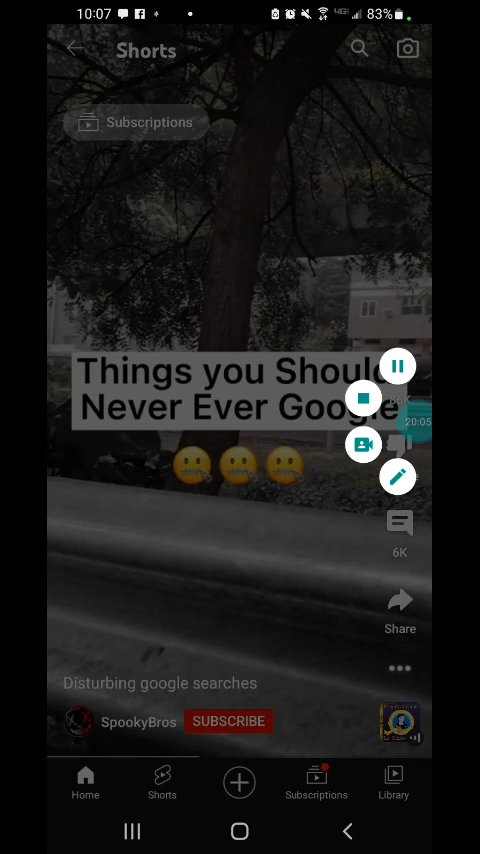 10:07
83%
Shorts
Subscriptions
Things you Should
Never Ever Google
20:05
6K
Share
Disturbing google searches
SpookyBros
SUBSCRIBE
Home
Shorts
Subscriptions
Library